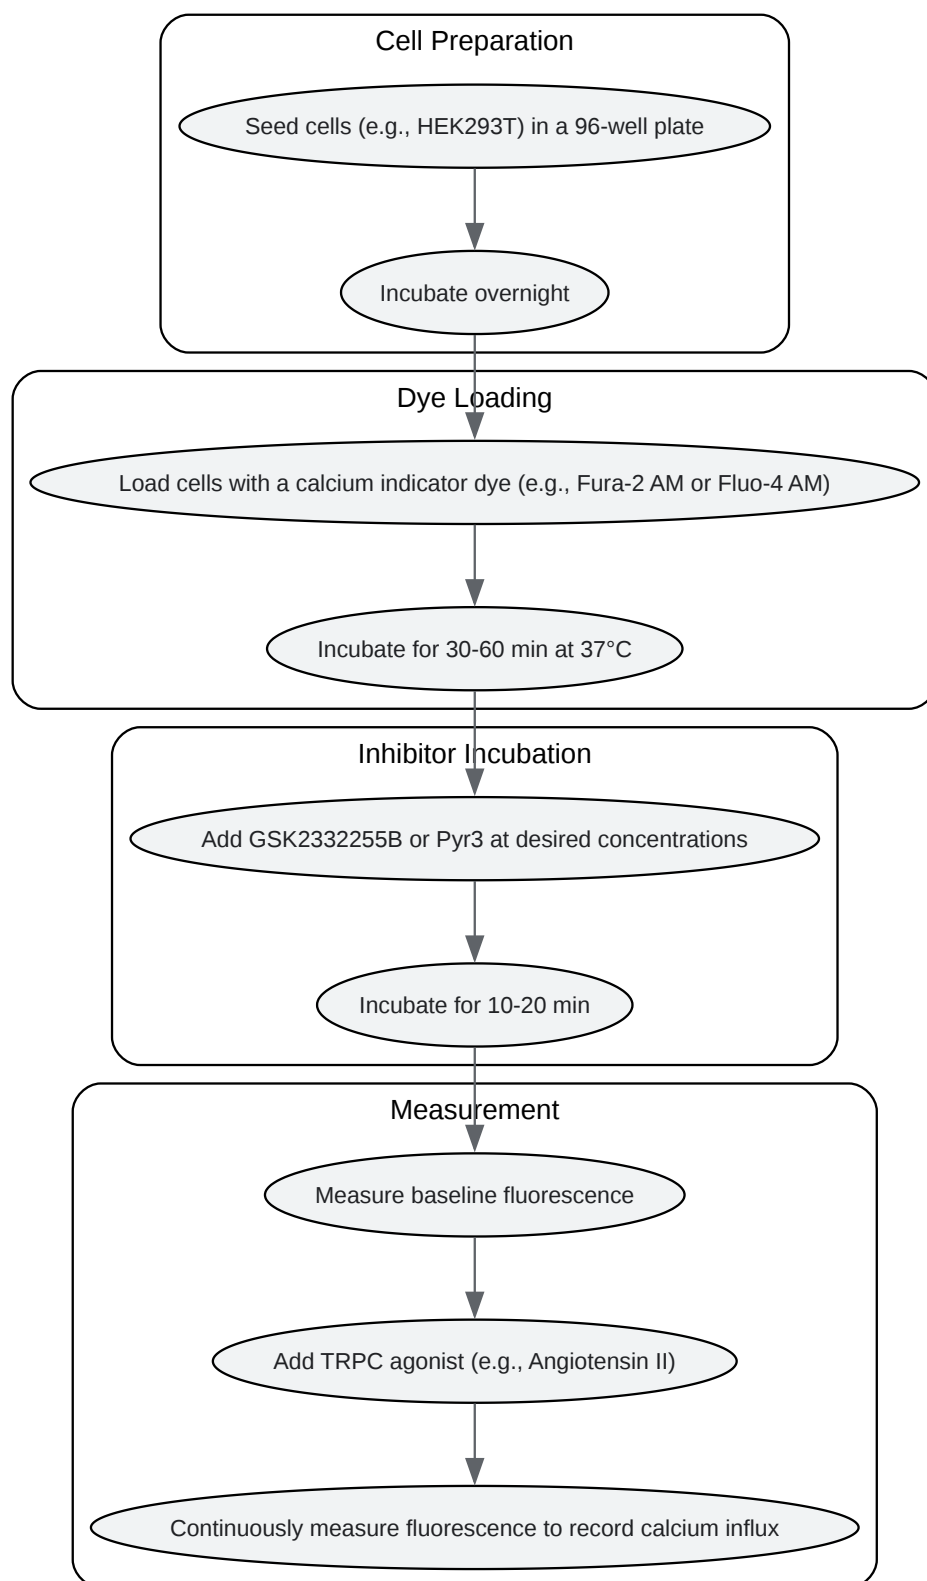 Cell Preparation
Seed cells (e.g., HEK293T) in a 96-well plate
Incubate overnight
Dye Loading
Load cells with a calcium indicator dye (e.g., Fura-2 AM or Fluo-4 AM)
Incubate for 30-60 min at 37°C
Inhibitor Incubation
Add GSK2332255B or Pyr3 at desired concentrations
Incubate for 10-20 min
Measurement
Measure baseline fluorescence
Add TRPC agonist (e.g., Angiotensin II)
Continuously measure fluorescence to record calcium influx